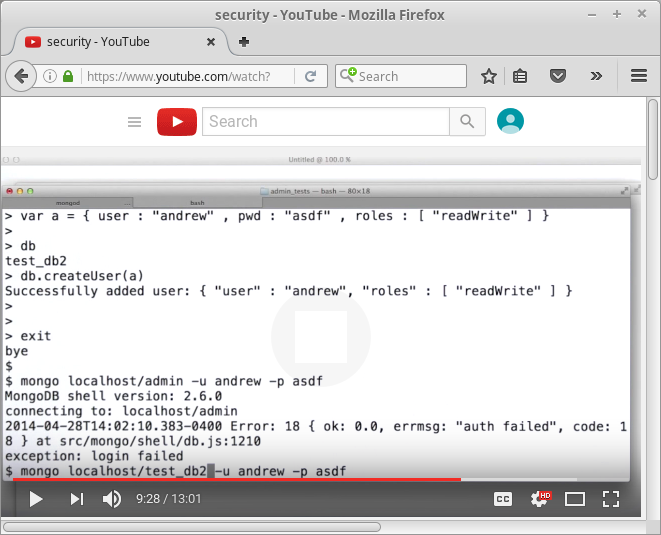 security - YouTube - Mozilla Firefox
security - YouTube
https://www.youtube.com/watch?
Search
Search
Untitled @ 100.0 %
admin_tests — bash — 80×18
mongod
bash
> var a = { user : "andrew" , pwd : "asdf" , roles : [ "readWrite" ] }
>
> db
test_db2
> db.createUser(a)
Successfully added user: { "user" : "andrew", "roles" : [ "readWrite" ] }
>
>
> exit
bye
$
$ mongo localhost/admin -u andrew -p asdf
MongoDB shell version: 2.6.0
connecting to: localhost/admin
2014-04-28T14:02:10.383-0400 Error: 18 { ok: 0.0, errmsg: "auth failed", code: 1
8 } at src/mongo/shell/db.js:1210
exception: login failed
$ mongo localhost/test_db2 -u andrew -p asdf
9:28 / 13:01
CC
HD